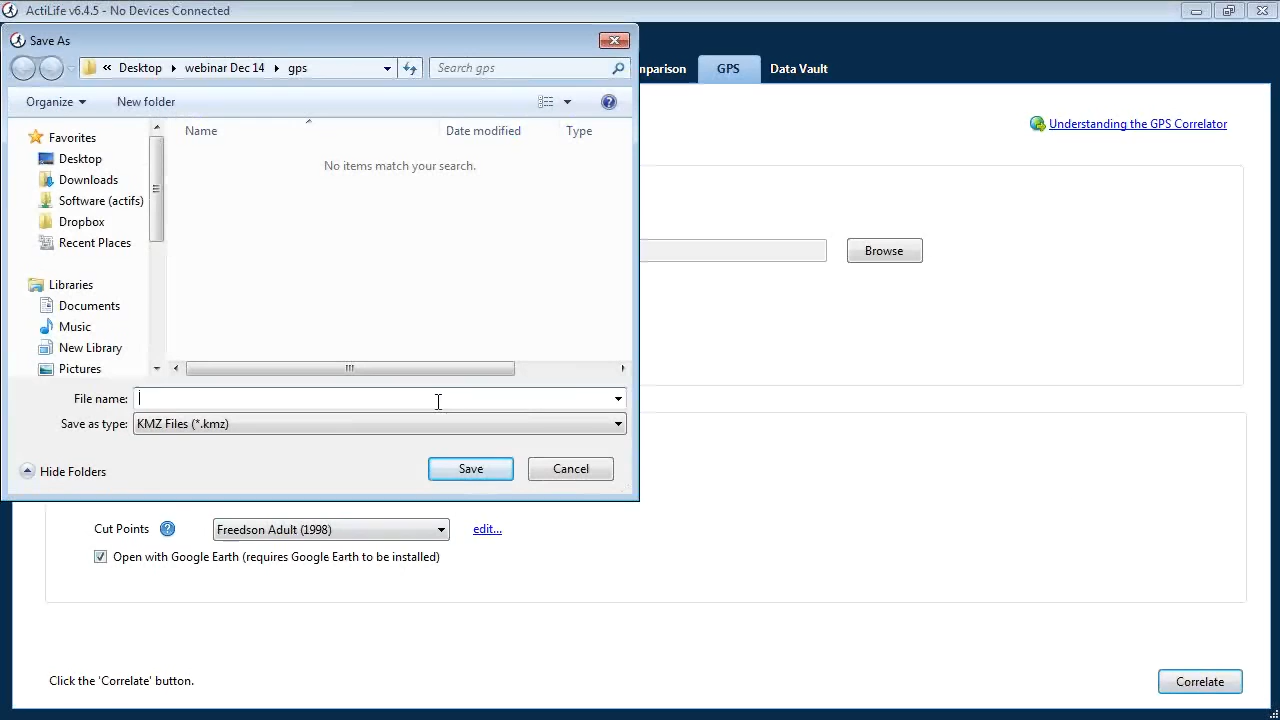 ActiLife v6.4.5 - No Devices Connected
Save As
« Desktop webinar Dec 14 gps
Search gps
Organize New folder
Name Date modified Type
No items match your search.
Favorites
Desktop
Downloads
Software (actifs)
Dropbox
Recent Places
Libraries
Documents
Music
New Library
Pictures
File name:
Save as type: KMZ Files (*.kmz)
Hide Folders Save Cancel
mparison GPS Data Vault
Understanding the GPS Correlator
Browse
Cut Points Freedson Adult (1998) edit...
Open with Google Earth (requires Google Earth to be installed)
Click the 'Correlate' button. Correlate